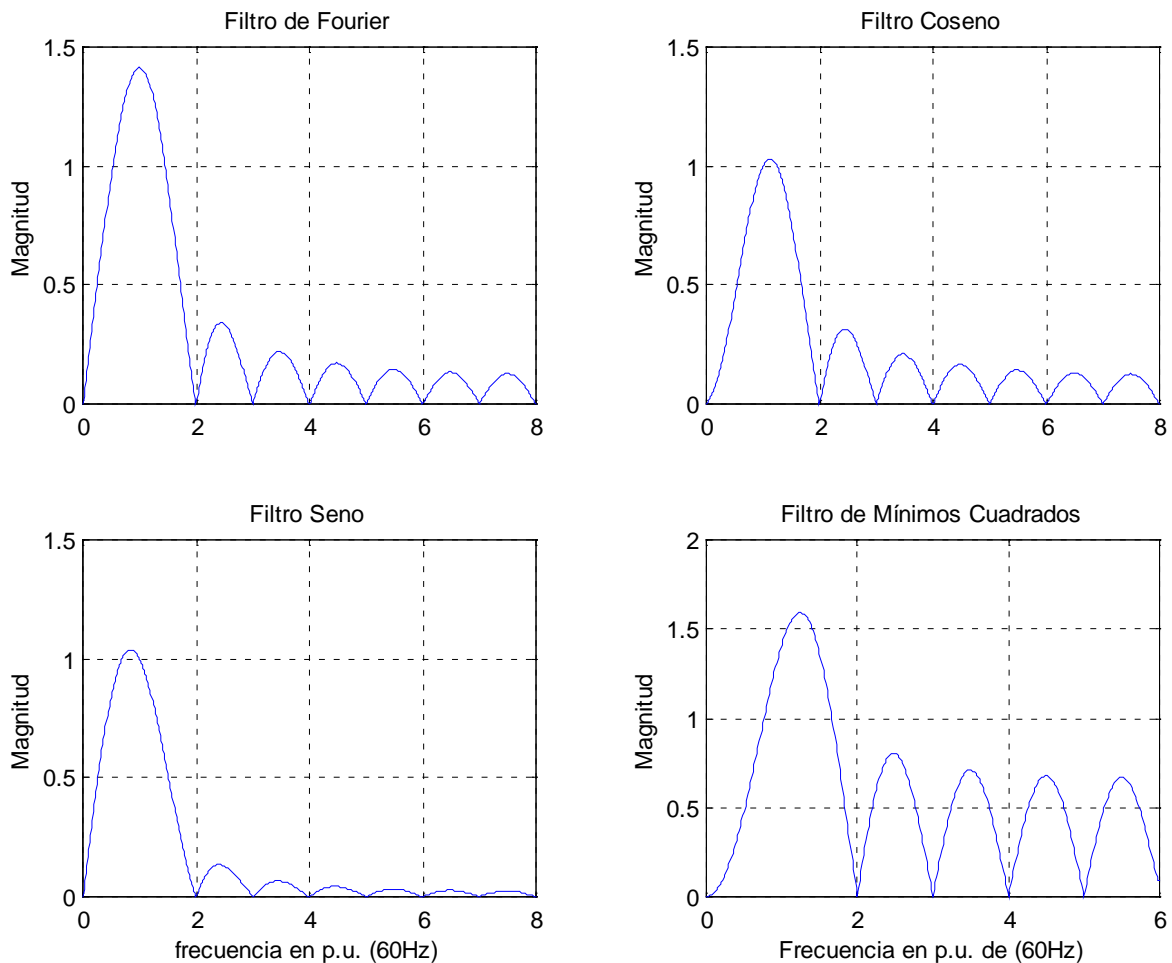 Filtro de Fourier
1.5
1
0.5
0
Magnitud
0 2 4 6 8
Filtro Coseno
1.5
1
0.5
0
Magnitud
0 2 4 6 8
Filtro Seno
1.5
1
0.5
0
Magnitud
0 2 4 6 8
frecuencia en p.u. (60Hz)
Filtro de Mínimos Cuadrados
2
1.5
1
0.5
0
Magnitud
0 2 4 6
Frecuencia en p.u. de (60Hz)